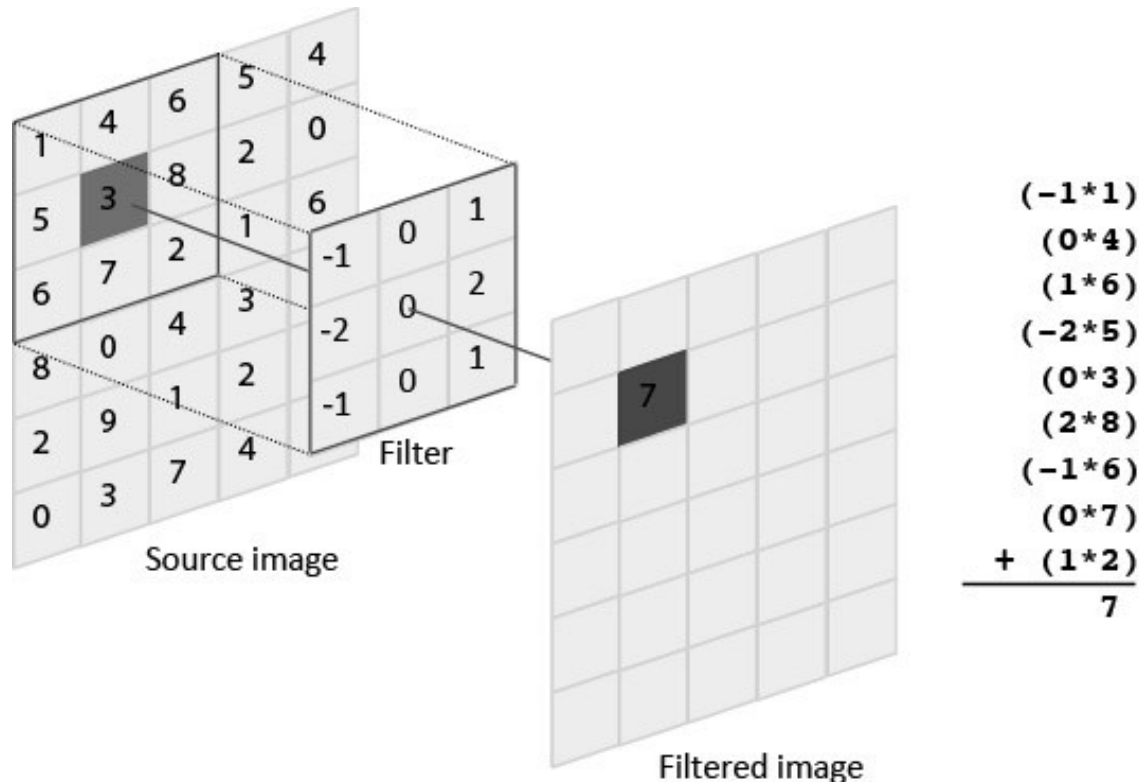 1 4 6 5 4
5 3 8 2 0
6 7 2 1 6
8 0 4 3
2 9 1 2
0 3 7 4
Source image
-1 0 1
-2 0 2
-1 0 1
Filter
7
Filtered image
(-1*1)
(0*4)
(1*6)
(-2*5)
(0*3)
(2*8)
(-1*6)
(0*7)
+ (1*2)
7